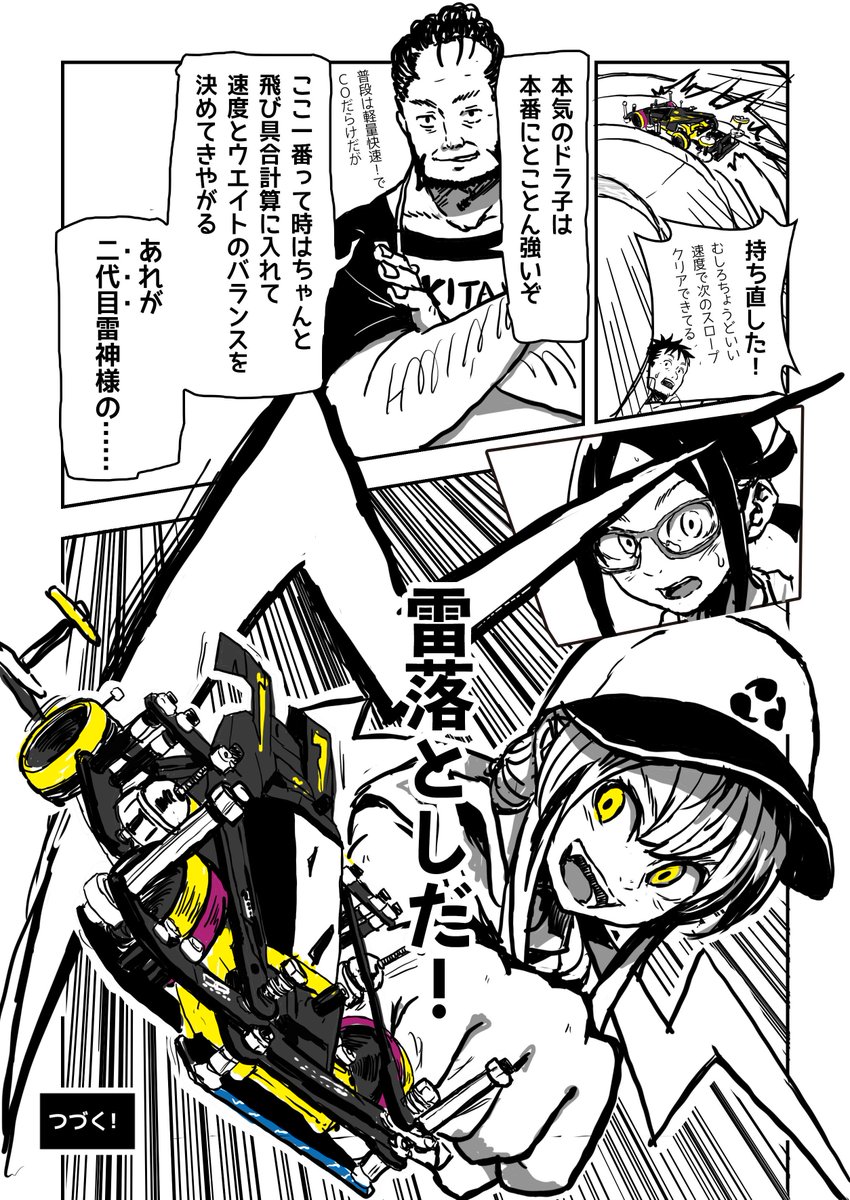 持ち直した!
むしろちょうどいい
速度で次のスロープ
クリアできてる
本気のドラ子は
本番にとことん強いぞ
普段は軽量快速!で
COだらけだが
KITA
ここ一番って時はちゃんと
飛び具合計算に入れて
速度とウエイトのバランスを
決めてきやがる
あれが
二代目雷神様の……
雷落としだ!
つづく!